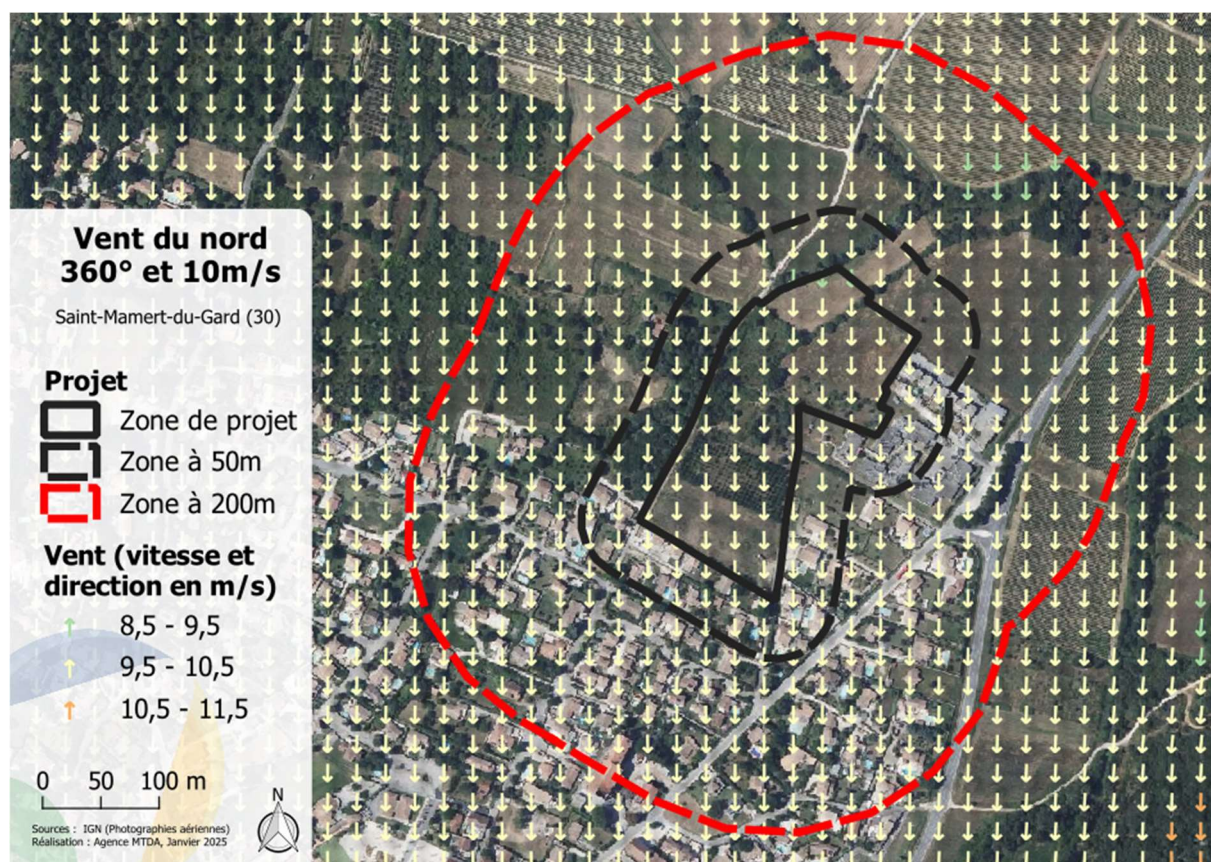 Vent du nord
360° et 10m/s
Saint-Mamert-du-Gard (30)
Projet
Zone de projet
Zone à 50m
Zone à 200m
Vent (vitesse et
direction en m/s)
8,5 - 9,5
9,5 - 10,5
10,5 - 11,5
0 50 100 m
N
Sources : IGN (Photographies aériennes)
Réalisation : Agence MTDA, Janvier 2025